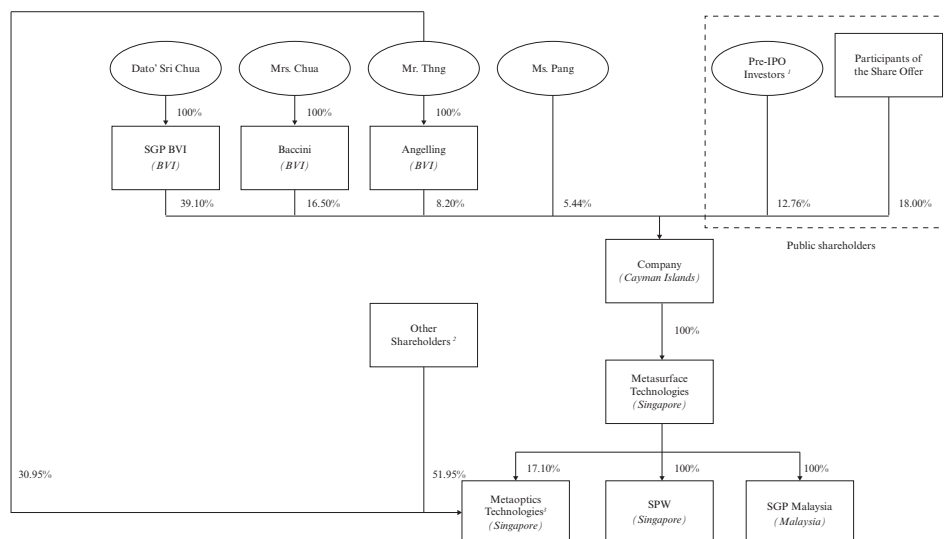 Dato' Sri Chua
Mrs. Chua
Mr. Thng
Ms. Pang
Pre-IPO
Investors 1
Participants of
the Share Offer
100%
100%
100%
SGP BVI
(BVI)
Baccini
(BVI)
Angelling
(BVI)
39.10%
16.50%
8.20%
5.44%
12.76%
18.00%
Public shareholders
Company
(Cayman Islands)
Other
Shareholders 2
100%
Metasurface
Technologies
(Singapore)
30.95%
51.95%
17.10%
100%
100%
Metaoptics
Technologies
(Singapore)
SPW
(Singapore)
SGP Malaysia
(Malaysia)